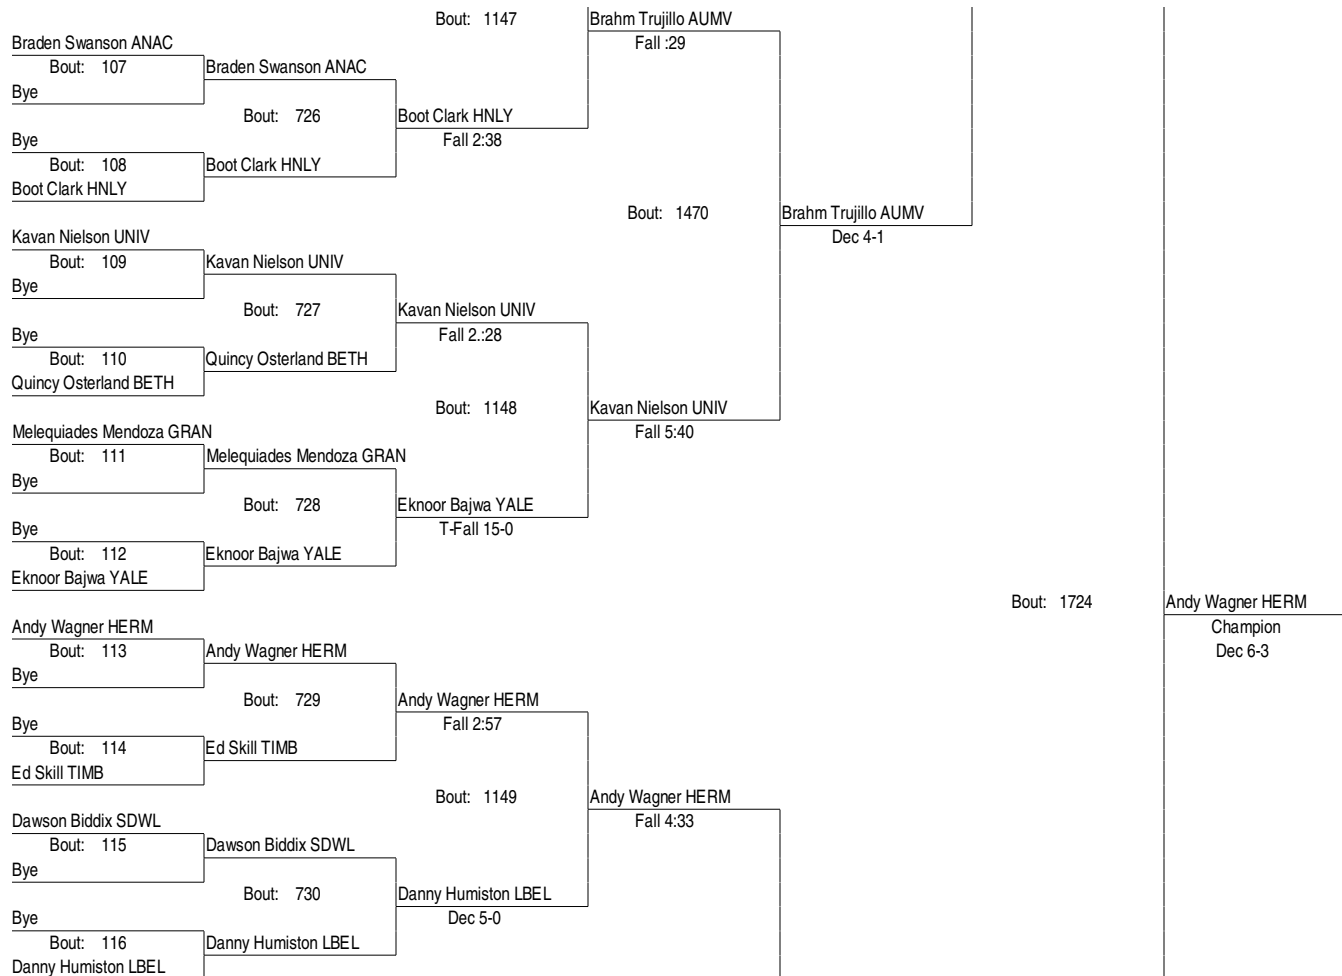 Bout: 1147 Brahm Trujillo AUMV
Braden Swanson ANAC Fall :29
Bout: 107 Braden Swanson ANAC
Bye
Bout: 726 Boot Clark HNLY
Bye Fall 2:38
Bout: 108 Boot Clark HNLY
Boot Clark HNLY
Bout: 1470 Brahm Trujillo AUMV
Kavan Nielson UNIV Dec 4-1
Bout: 109 Kavan Nielson UNIV
Bye
Bout: 727 Kavan Nielson UNIV
Bye Fall 2.:28
Bout: 110 Quincy Osterland BETH
Quincy Osterland BETH
Bout: 1148 Kavan Nielson UNIV
Melequiades Mendoza GRAN Fall 5:40
Bout: 111 Melequiades Mendoza GRAN
Bye
Bout: 728 Eknoor Bajwa YALE
Bye T-Fall 15-0
Bout: 112 Eknoor Bajwa YALE
Eknoor Bajwa YALE
Bout: 1724 Andy Wagner HERM
Andy Wagner HERM Champion
Bout: 113 Andy Wagner HERM Dec 6-3
Bye
Bout: 729 Andy Wagner HERM
Bye Fall 2:57
Bout: 114 Ed Skill TIMB
Ed Skill TIMB
Bout: 1149 Andy Wagner HERM
Dawson Biddix SDWL Fall 4:33
Bout: 115 Dawson Biddix SDWL
Bye
Bout: 730 Danny Humiston LBEL
Bye Dec 5-0
Bout: 116 Danny Humiston LBEL
Danny Humiston LBEL